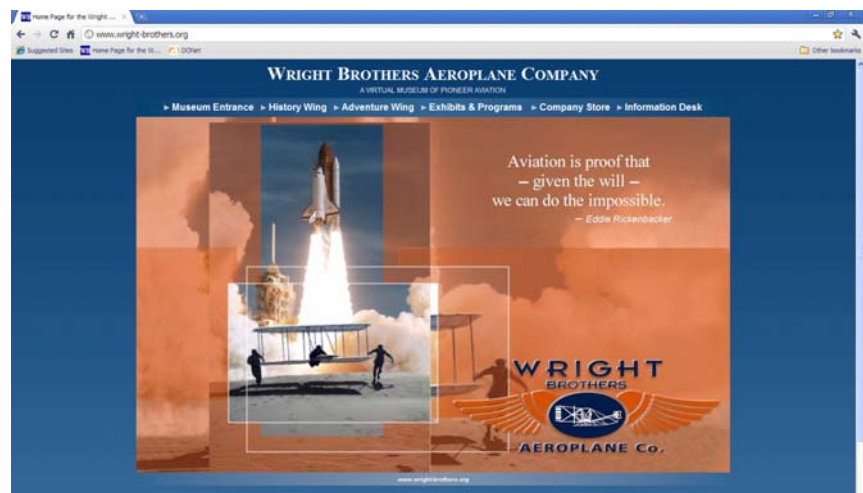 Home Page for the Wright ...
www.wright-brothers.org
Suggested Sites
Home Page for the W...
DONet
Other bookmarks
WRIGHT BROTHERS AEROPLANE COMPANY
A VIRTUAL MUSEUM OF PIONEER AVIATION
Museum Entrance History Wing Adventure Wing Exhibits & Programs Company Store Information Desk
Aviation is proof that
– given the will –
we can do the impossible.
– Eddie Rickenbacker
WRIGHT
BROTHERS
AEROPLANE Co.
www.wright-brothers.org